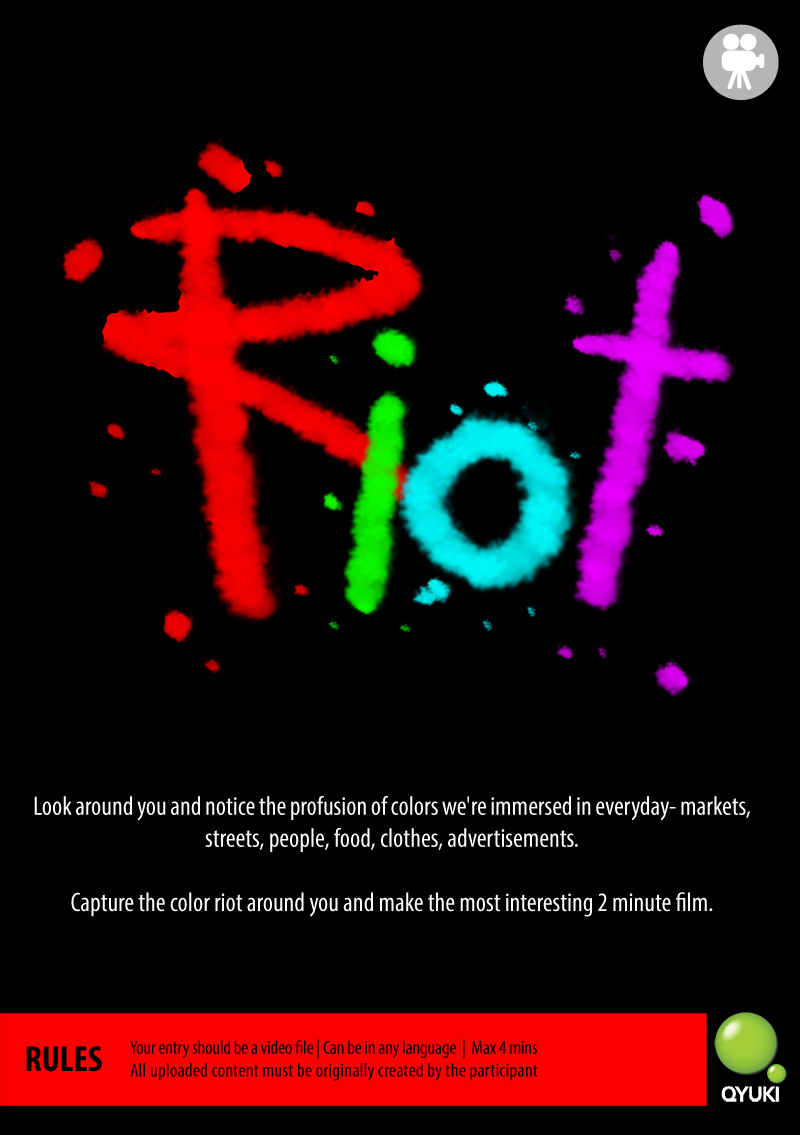 Riot
Look around you and notice the profusion of colors we're immersed in everyday- markets,
streets, people, food, clothes, advertisements.
Capture the color riot around you and make the most interesting 2 minute film.
RULES
Your entry should be a video file | Can be in any language | Max 4 mins
All uploaded content must be originally created by the participant
QYUKI